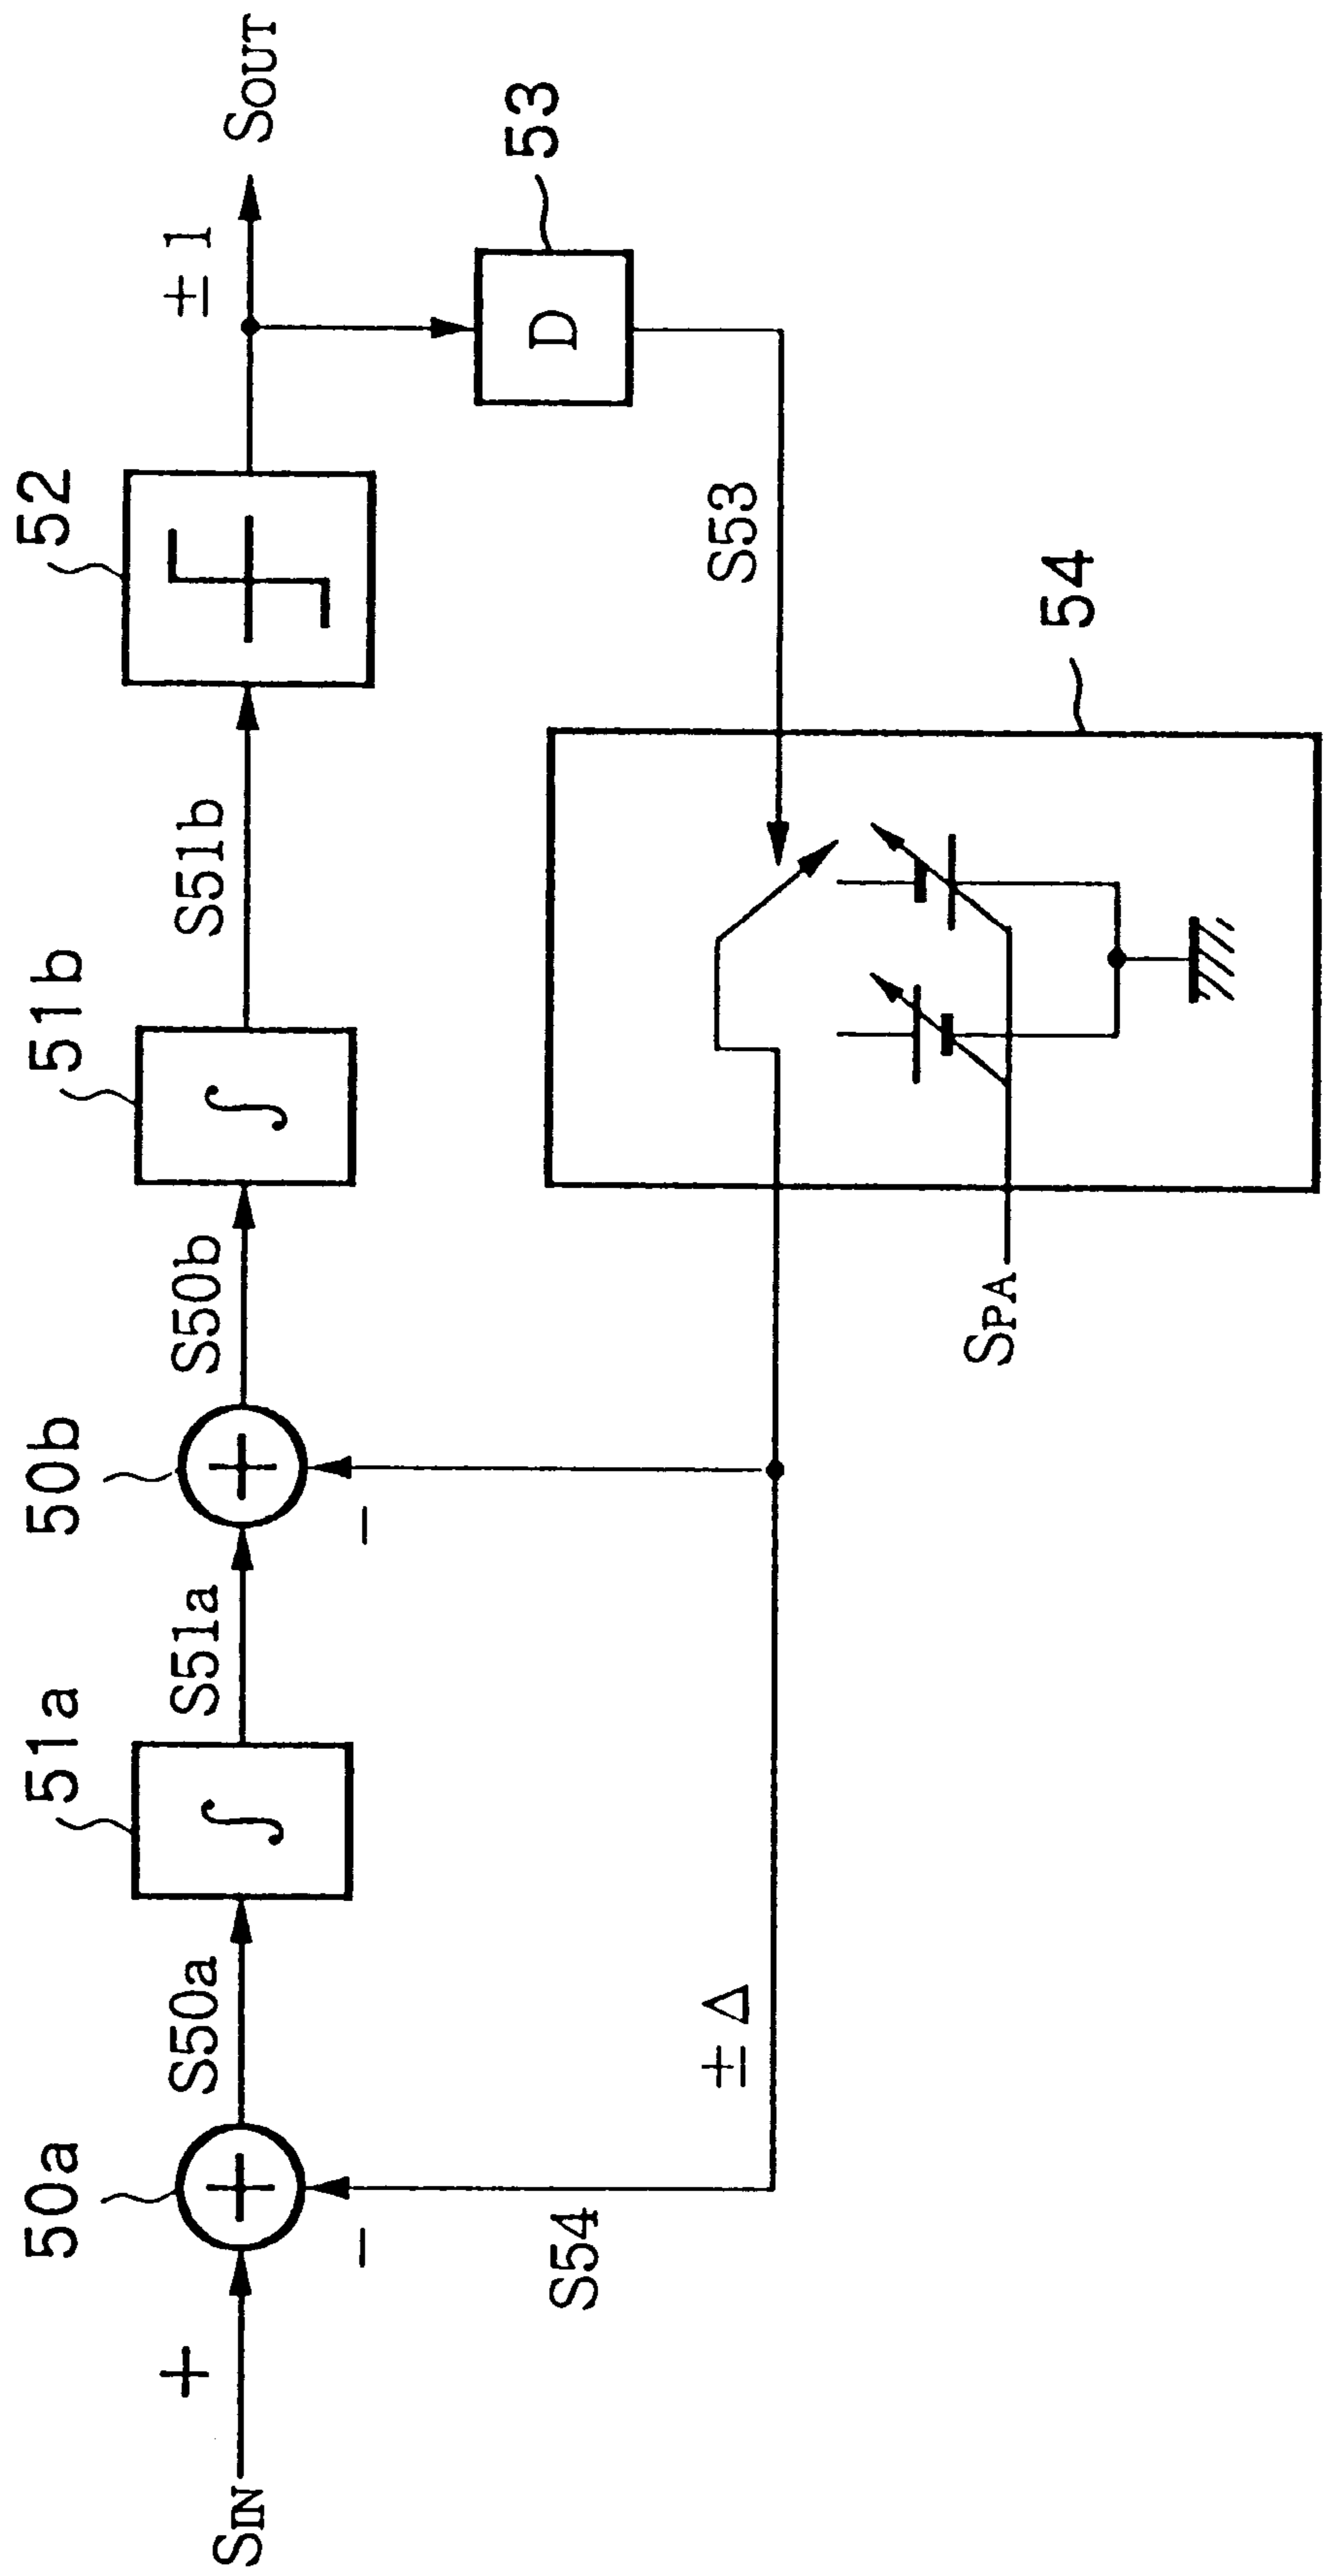 50a
51a
50b
51b
52
+
S50a
S51a
S50b
S51b
± 1
SIN
+
∫
+
∫
SOUT
−
−
D
53
S54
± Δ
S53
SPA
54